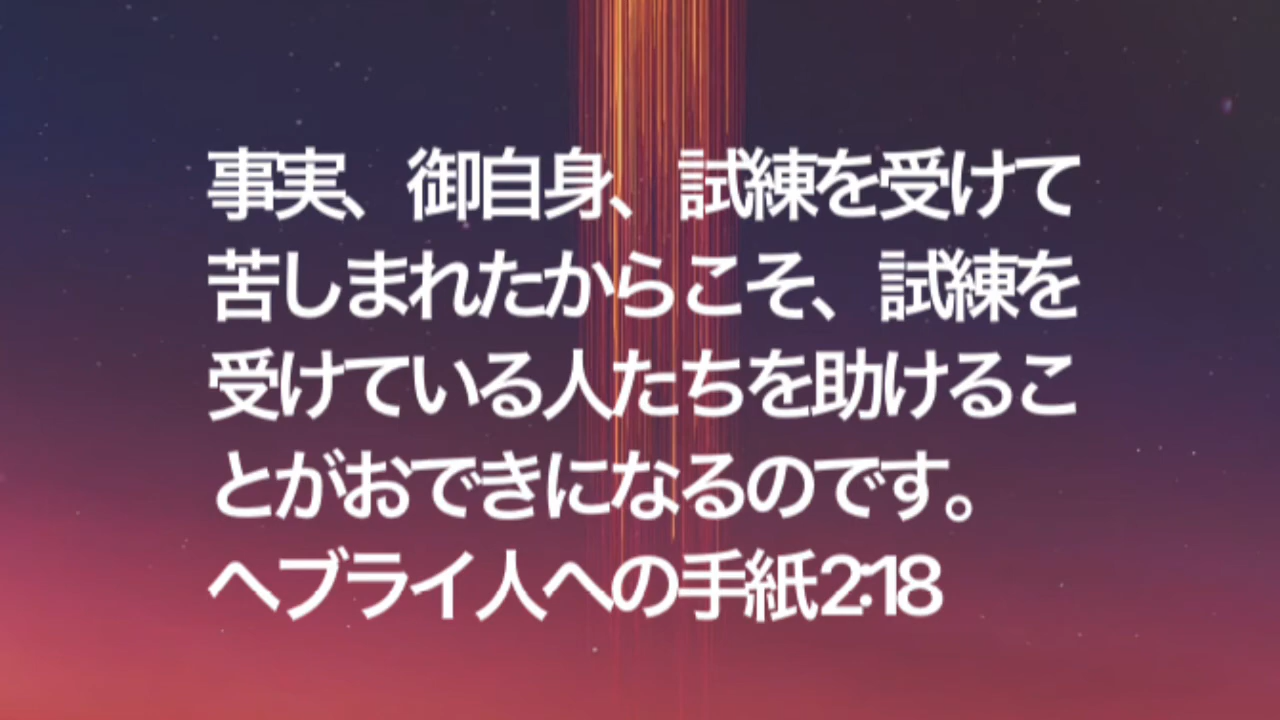 事実、御自身、試練を受けて
苦しまれたからこそ、試練を
受けている人たちを助けるこ
とがおできになるのです。
ヘブライ人への手紙2:18